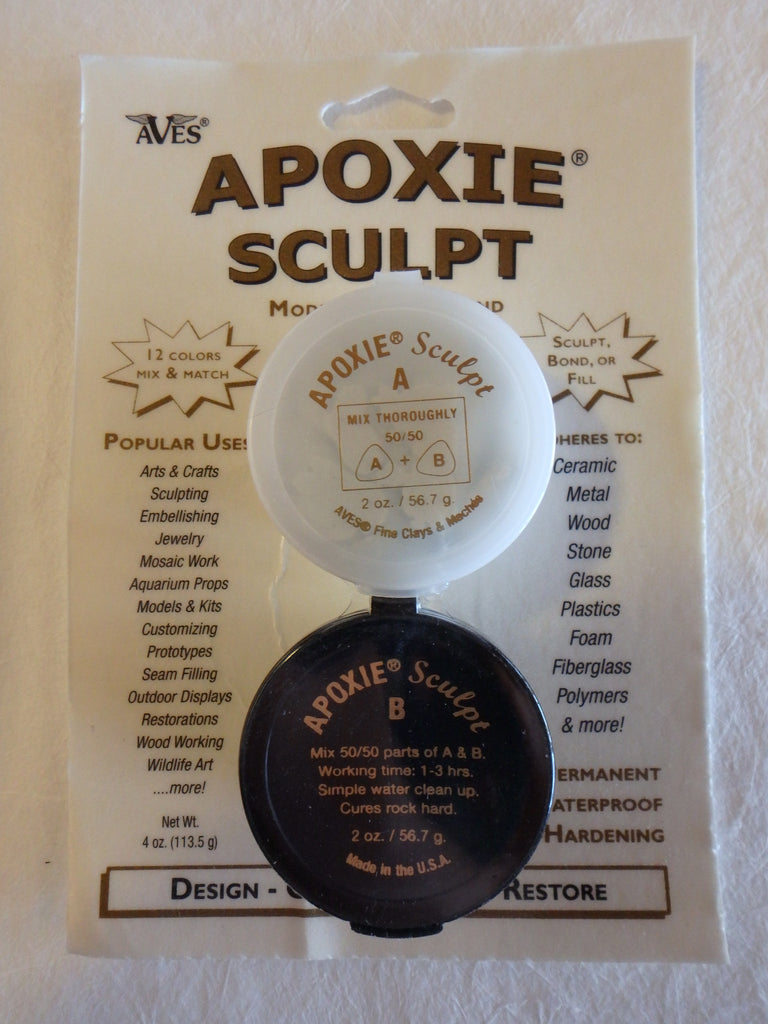 AVES®
APOXIE®
SCULPT
12 COLORS
MIX & MATCH
SCULPT,
BOND, OR
FILL
POPULAR
Arts & Crafts
Sculpting
Embellishing
Jewelry
Mosaic Work
Aquarium Props
Models & Kits
Customizing
Prototypes
Seam Filling
Outdoor Displays
Restorations
Wood Working
Wildlife Art
....more!
Net Wt.
4 oz. (113.5 g)
APOXIE® Sculpt
A
MIX THOROUGHLY
50/50
A + B
2 oz. / 56.7 g.
AVES® Fine Clays & Machés
TO:
Ceramic
Metal
Wood
Stone
Glass
Plastics
Foam
Fiberglass
Polymers
& more!
HARDENING
APOXIE® Sculpt
B
Mix 50/50 parts of A & B.
Working time: 1-3 hrs.
Simple water clean up.
Cures rock hard.
2 oz. / 56.7 g.
Made in the U.S.A.
DESIGN - RESTORE